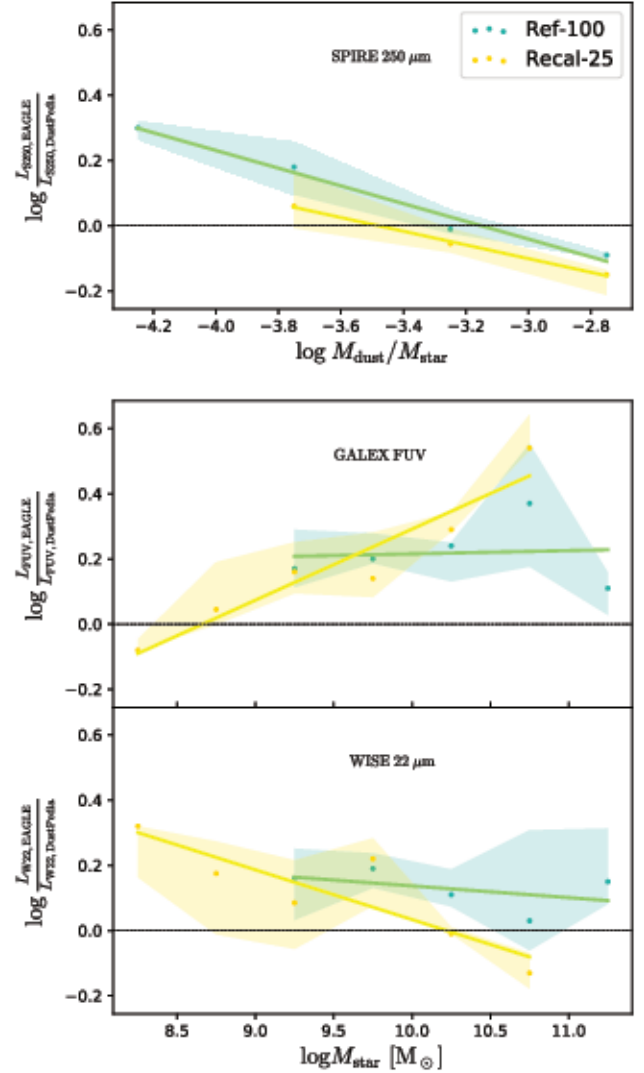 0.6
0.4
0.2
0.0
−0.2
log L_{S250,EAGLE} / L_{S250,DustPedia}
SPIRE 250 μm
Ref-100
Recal-25
−4.2 −4.0 −3.8 −3.6 −3.4 −3.2 −3.0 −2.8
log M_dust/M_star
0.6
0.4
0.2
0.0
−0.2
log L_{FUV,EAGLE} / L_{FUV,DustPedia}
GALEX FUV
0.6
0.4
0.2
0.0
−0.2
log L_{W22,EAGLE} / L_{W22,DustPedia}
WISE 22 μm
8.5 9.0 9.5 10.0 10.5 11.0
logM_star [M_⊙]